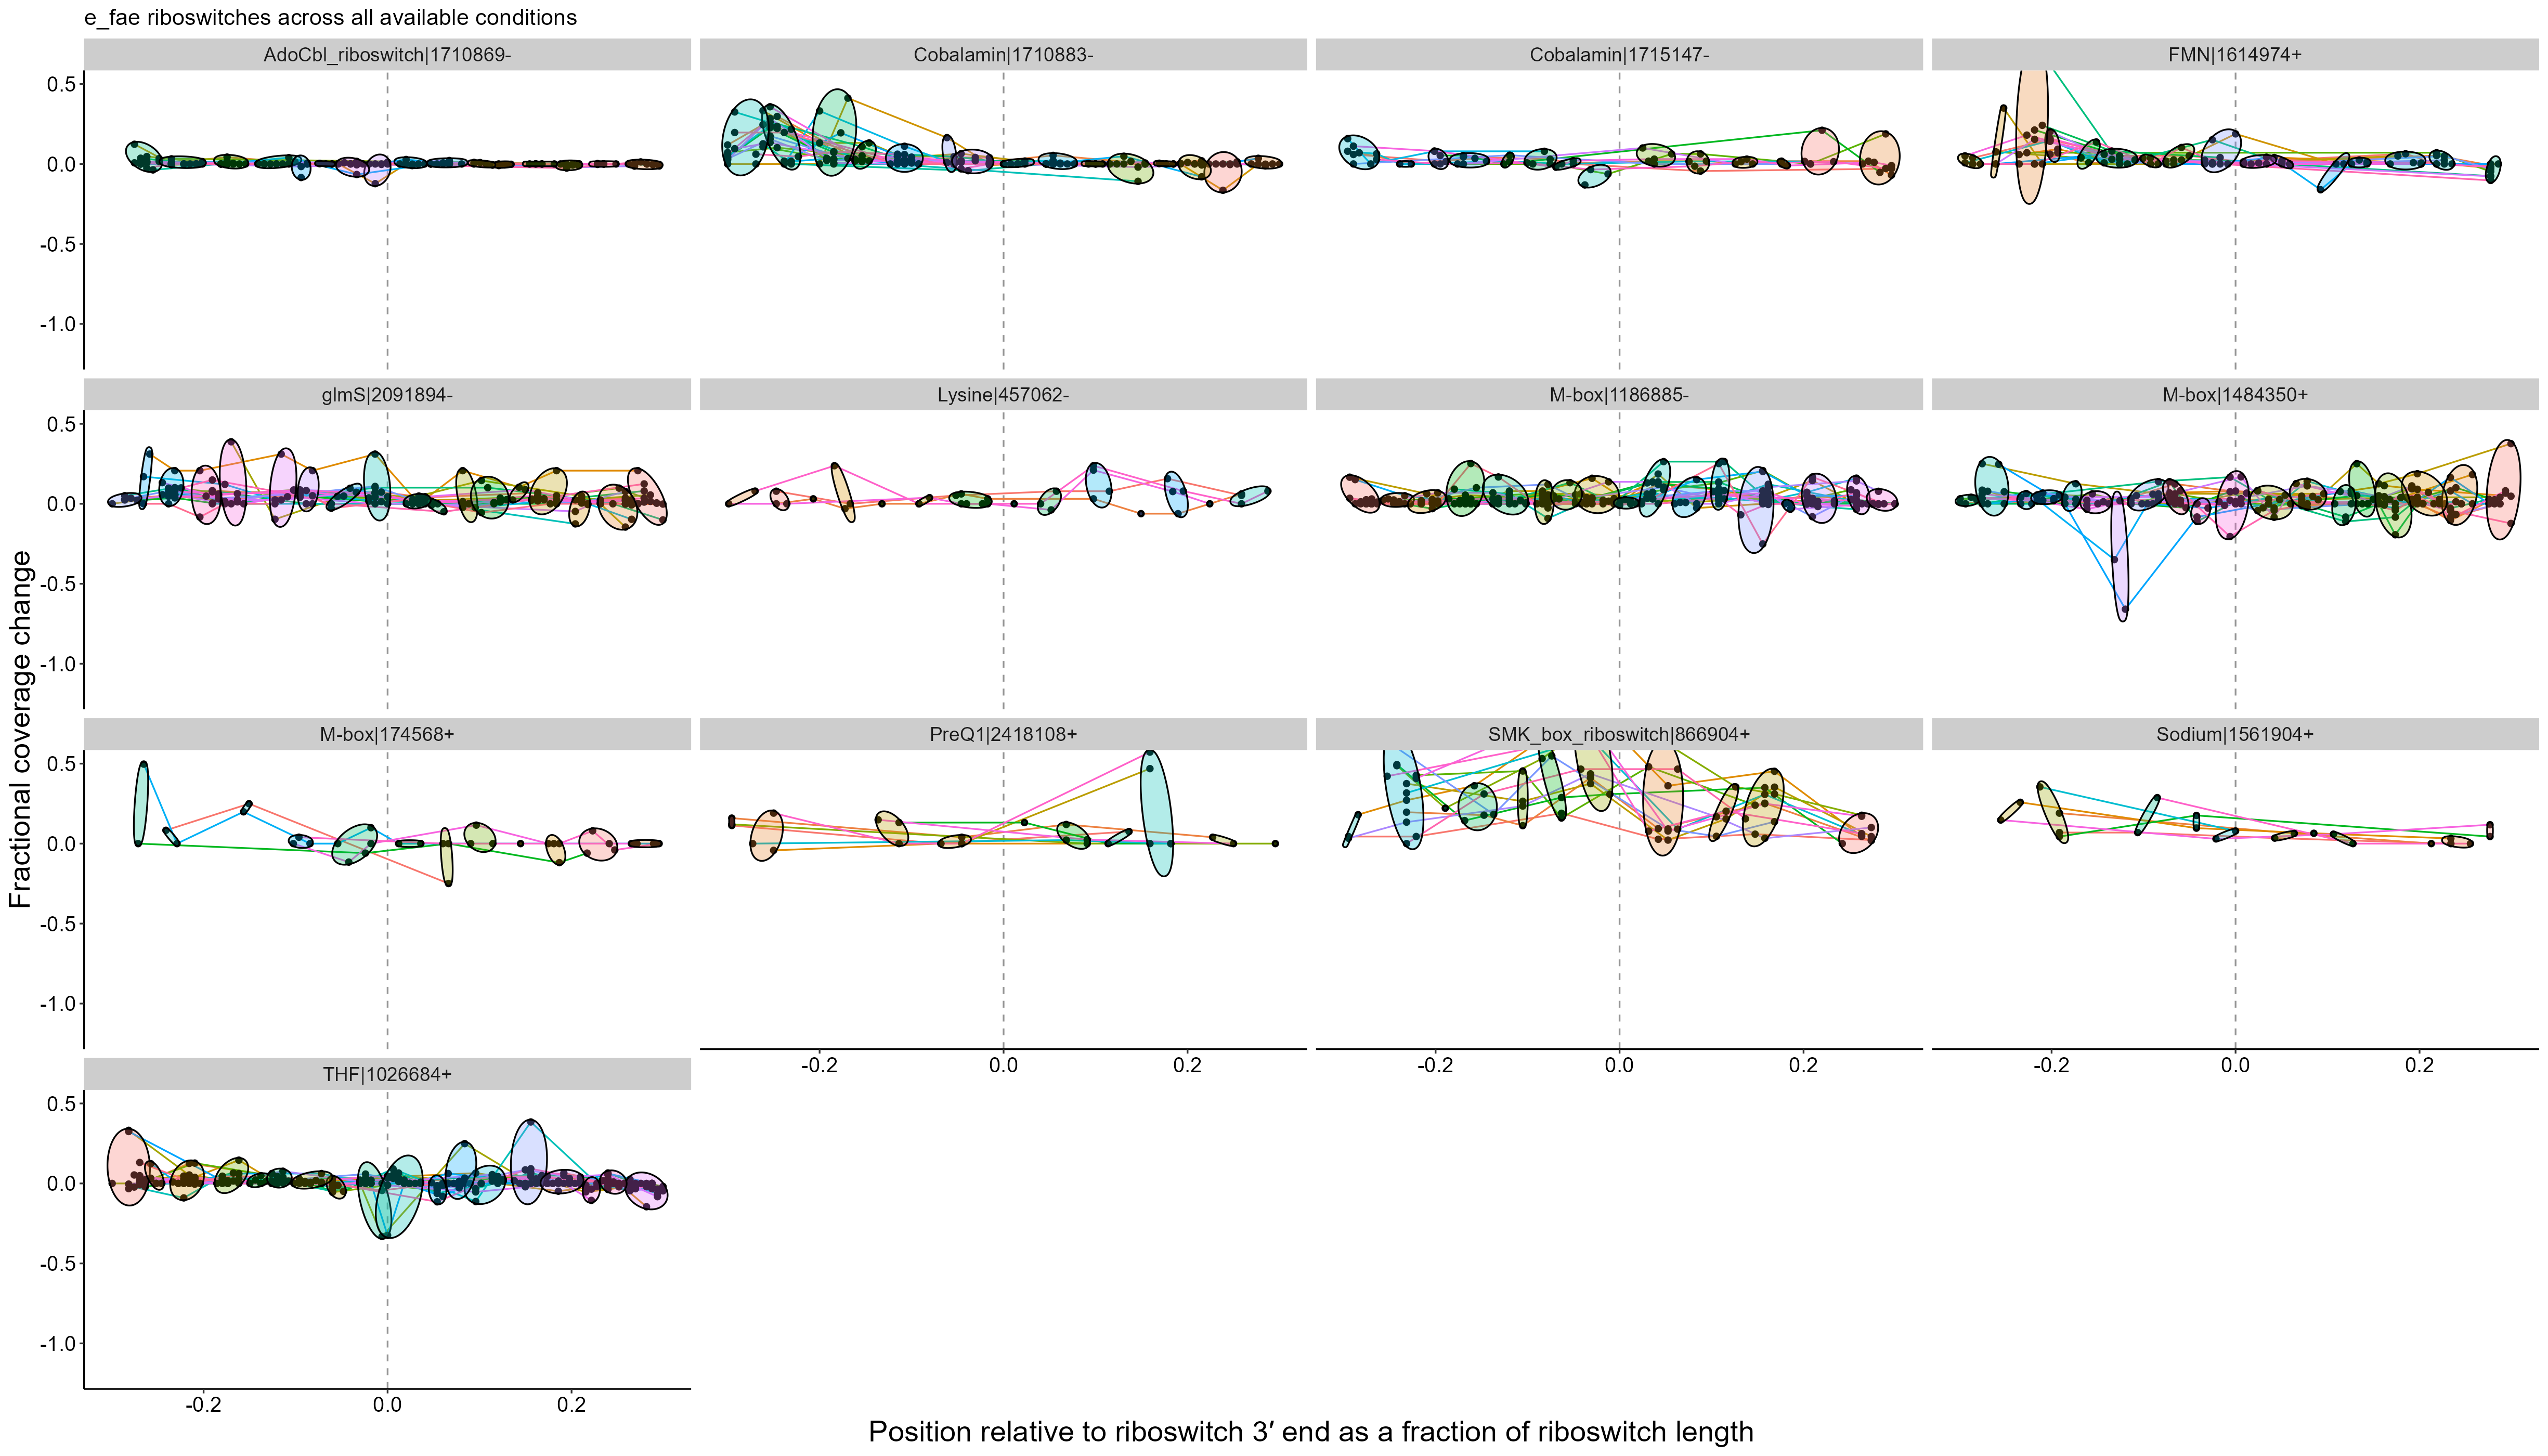 e_fae riboswitches across all available conditions
AdoCbl_riboswitch|1710869-
Cobalamin|1710883-
Cobalamin|1715147-
FMN|1614974+
0.5
0.0
-0.5
-1.0
glmS|2091894-
Lysine|457062-
M-box|1186885-
M-box|1484350+
0.5
0.0
-0.5
-1.0
M-box|174568+
PreQ1|2418108+
SMK_box_riboswitch|866904+
Sodium|1561904+
0.5
0.0
-0.5
-1.0
-0.2 0.0 0.2
-0.2 0.0 0.2
-0.2 0.0 0.2
THF|1026684+
0.5
0.0
-0.5
-1.0
-0.2 0.0 0.2
Fractional coverage change
Position relative to riboswitch 3′ end as a fraction of riboswitch length